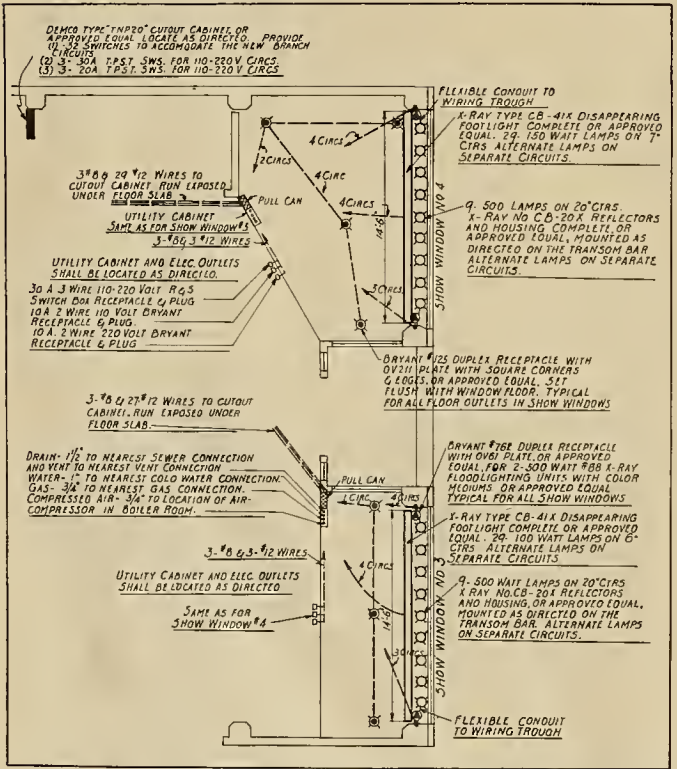 DEMCO TYPE "TNP20" CUTOUT CABINET, OR
APPROVED EQUAL LOCATE AS DIRECTED. PROVIDE
(1)-32 SWITCHES TO ACCOMODATE THE NEW BRANCH
CIRCUITS
(2) 3-30A T.P.S.T. SWS. FOR 110-220 V CIRCS.
(3) 3-20A T.P.S.T. SWS. FOR 110-220V CIRCS
FLEXIBLE CONDUIT TO
WIRING TROUGH
X-RAY TYPE CB-41X DISAPPEARING
FOOTLIGHT COMPLETE OR APPROVED
EQUAL. 29-150 WATT LAMPS ON 7"
CTRS ALTERNATE LAMPS ON
SEPARATE CIRCUITS.
4 CIRCS
2 CIRCS
4 CIRC
4 CIRCS
14'-6"
3 CIRCS
SHOW WINDOW NO 4
3 #8 & 29 #12 WIRES TO
CUTOUT CABINET RUN EXPOSED
UNDER FLOOR SLAB
PULL CAN
UTILITY CABINET
SAME AS FOR SHOW WINDOW #3
3-#8 & 3 #12 WIRES
UTILITY CABINET AND ELEC. OUTLETS
SHALL BE LOCATED AS DIRECTED.
30 A 3 WIRE 110-220 VOLT R&S
SWITCH BOX RECEPTACLE & PLUG
10 A 2 WIRE 110 VOLT BRYANT
RECEPTACLE & PLUG.
10 A. 2 WIRE 220 VOLT BRYANT
RECEPTACLE & PLUG
9-500 LAMPS ON 20" CTRS.
X-RAY NO CB-20X REFLECTORS
AND HOUSING COMPLETE, OR
APPROVED EQUAL, MOUNTED AS
DIRECTED ON THE TRANSOM BAR
ALTERNATE LAMPS ON SEPARATE
CIRCUITS.
BRYANT #125 DUPLEX RECEPTACLE WITH
OV211 PLATE WITH SQUARE CORNERS
& EDGES, OR APPROVED EQUAL. SET
FLUSH WITH WINDOW FLOOR. TYPICAL
FOR ALL FLOOR OUTLETS IN SHOW WINDOWS
3-#8 & 27-#12 WIRES TO CUTOUT
CABINET. RUN EXPOSED UNDER
FLOOR SLAB.
DRAIN-1½" TO NEAREST SEWER CONNECTION
AND VENT TO NEAREST VENT CONNECTION
WATER-1" TO NEAREST COLD WATER CONNECTION.
GAS-3/4" TO NEAREST GAS CONNECTION.
COMPRESSED AIR-3/4" TO LOCATION OF AIR-
COMPRESSOR IN BOILER ROOM.
PULL CAN
1 CIRC
4 CIRCS
BRYANT #762 DUPLEX RECEPTACLE
WITH OV61 PLATE, OR APPROVED
EQUAL, FOR 2-500 WATT #88 X-RAY
FLOODLIGHTING UNITS WITH COLOR
MEDIUMS OR APPROVED EQUAL
TYPICAL FOR ALL SHOW WINDOWS
X-RAY TYPE CB-41X DISAPPEARING
FOOTLIGHT COMPLETE OR APPROVED
EQUAL. 29-100 WATT LAMPS ON 6"
CTRS ALTERNATE LAMPS ON
SEPARATE CIRCUITS
3-#8 & 3-#12 WIRES
UTILITY CABINET AND ELEC. OUTLETS
SHALL BE LOCATED AS DIRECTED
SAME AS FOR
SHOW WINDOW #4
4 CIRCS
14'-6"
3 CIRCS
SHOW WINDOW NO 3
9-500 WATT LAMPS ON 20" CTRS
X RAY NO. CB-20X REFLECTORS
AND HOUSING, OR APPROVED EQUAL,
MOUNTED AS DIRECTED ON THE
TRANSOM BAR. ALTERNATE LAMPS
ON SEPARATE CIRCUITS.
FLEXIBLE CONDUIT
TO WIRING TROUGH